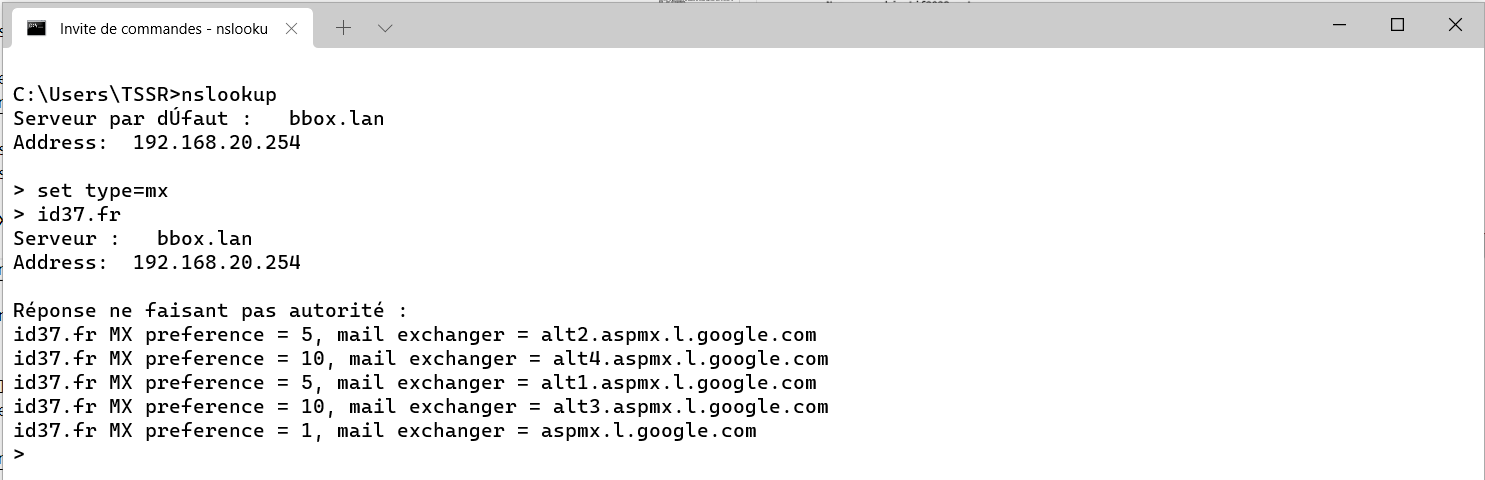 Invite de commandes - nslooku
C:\Users\TSSR>nslookup
Serveur par dÚfaut :   bbox.lan
Address:  192.168.20.254
> set type=mx
> id37.fr
Serveur :   bbox.lan
Address:  192.168.20.254
Réponse ne faisant pas autorité :
id37.fr MX preference = 5, mail exchanger = alt2.aspmx.l.google.com
id37.fr MX preference = 10, mail exchanger = alt4.aspmx.l.google.com
id37.fr MX preference = 5, mail exchanger = alt1.aspmx.l.google.com
id37.fr MX preference = 10, mail exchanger = alt3.aspmx.l.google.com
id37.fr MX preference = 1, mail exchanger = aspmx.l.google.com
>